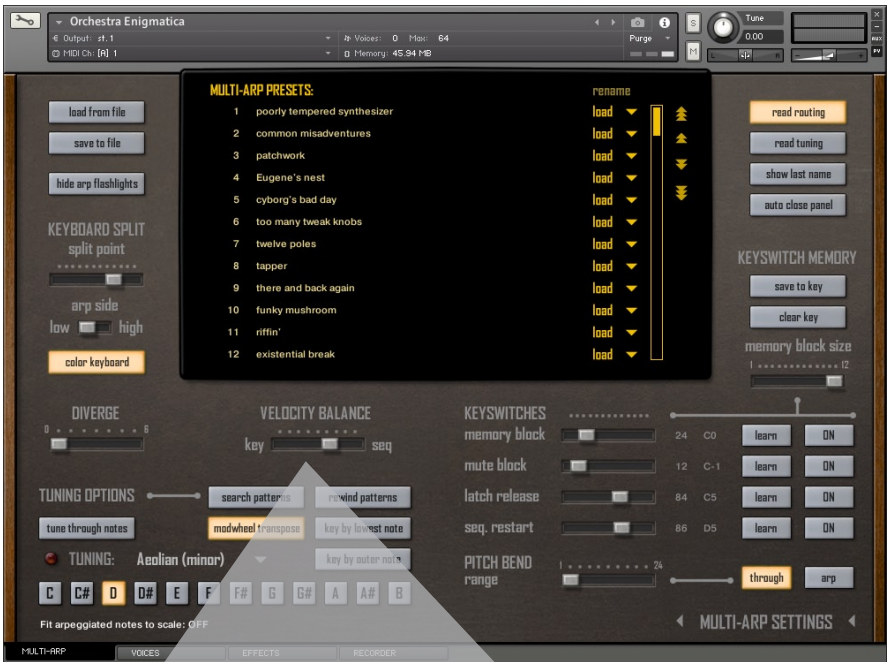 Orchestra Enigmatica
Output: st.1
Voices: 0 Max: 64
Purge
MIDI Ch: [A] 1
Memory: 45.94 MB
S
M
Tune
0.00
L R
AUX
PV
MULTI-ARP PRESETS:
rename
1 poorly tempered synthesizer load
2 common misadventures load
3 patchwork load
4 Eugene's nest load
5 cyborg's bad day load
6 too many tweak knobs load
7 twelve poles load
8 tapper load
9 there and back again load
10 funky mushroom load
11 riffin' load
12 existential break load
load from file
save to file
hide arp flashlights
KEYBOARD SPLIT
split point
arp side
low high
color keyboard
read routing
read tuning
show last name
auto close panel
KEYSWITCH MEMORY
save to key
clear key
memory block size
1 12
DIVERGE
0 6
VELOCITY BALANCE
key seq
KEYSWITCHES
memory block 24 C0 learn ON
mute block 12 C-1 learn ON
latch release 84 C5 learn ON
seq. restart 86 D5 learn ON
PITCH BEND
range
1 24
through arp
TUNING OPTIONS
search patterns rewind patterns
tune through notes modwheel transpose key by lowest note
TUNING: Aeolian (minor) key by outer note
C C# D D# E F F# G G# A A# B
Fit arpeggiated notes to scale: OFF
MULTI-ARP SETTINGS
MULTI-ARP VOICES EFFECTS RECORDER